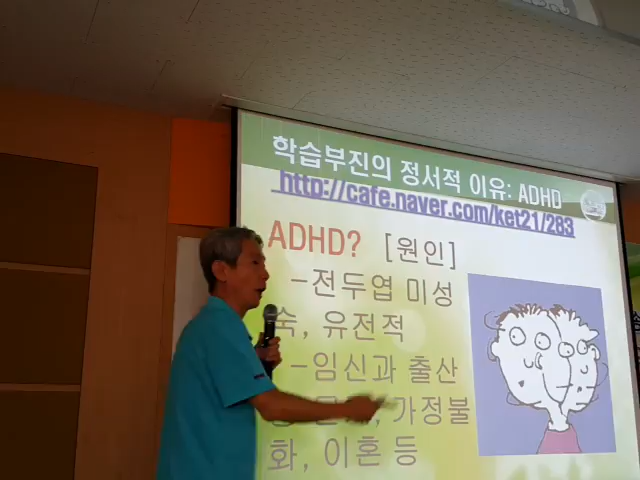 학습부진의 정서적 이유: ADHD
http://cafe.naver.com/ket21/283
ADHD? [원인]
-전두엽 미성
숙, 유전적
-임신과 출산
가정불
화, 이혼 등